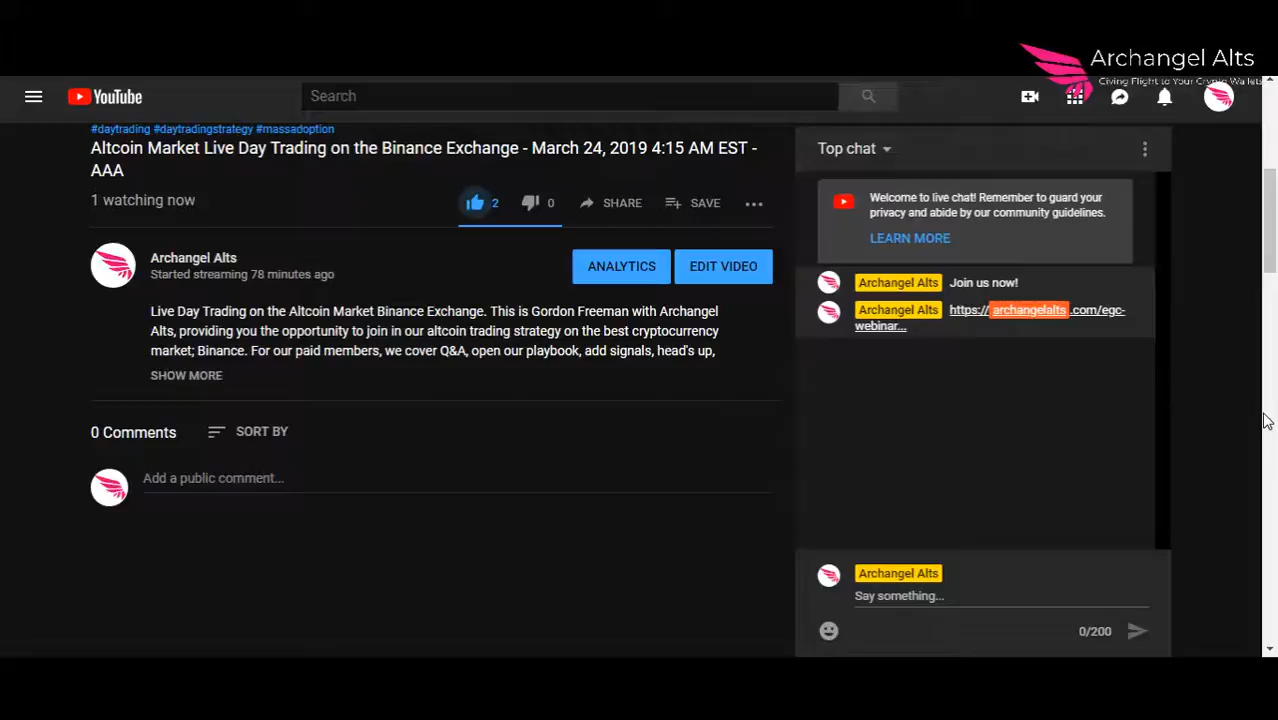 Archangel Alts
Giving Flight to Your Crypto Wallets
YouTube
Search
#daytrading #daytradingstrategy #massadoption
Altcoin Market Live Day Trading on the Binance Exchange - March 24, 2019 4:15 AM EST -
AAA
1 watching now
2
0
SHARE
SAVE
Archangel Alts
Started streaming 78 minutes ago
ANALYTICS
EDIT VIDEO
Live Day Trading on the Altcoin Market Binance Exchange. This is Gordon Freeman with Archangel
Alts, providing you the opportunity to join in our altcoin trading strategy on the best cryptocurrency
market; Binance. For our paid members, we cover Q&A, open our playbook, add signals, head's up,
SHOW MORE
0 Comments
SORT BY
Add a public comment...
Top chat
Welcome to live chat! Remember to guard your
privacy and abide by our community guidelines.
LEARN MORE
Archangel Alts Join us now!
Archangel Alts https://archangelalts.com/egc-
webinar...
Archangel Alts
Say something...
0/200